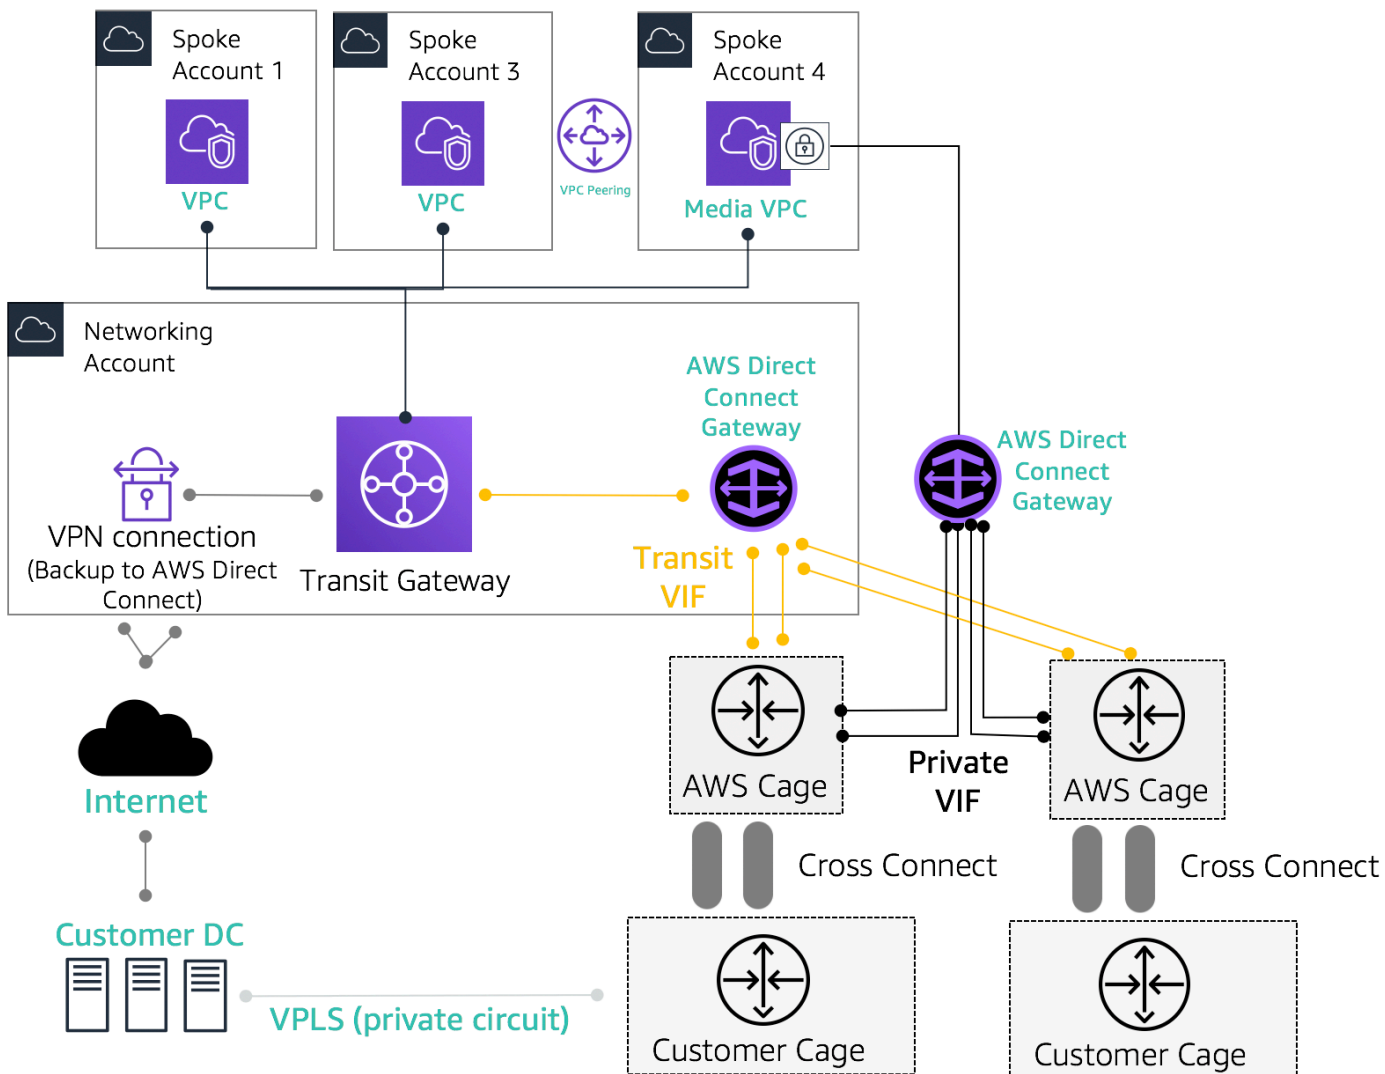 Spoke
Account 1
VPC
Spoke
Account 3
VPC
VPC Peering
Spoke
Account 4
Media VPC
Networking
Account
AWS Direct
Connect
Gateway
AWS Direct
Connect
Gateway
VPN connection
(Backup to AWS Direct
Connect)
Transit Gateway
Transit
VIF
Internet
AWS Cage
Private
VIF
AWS Cage
Cross Connect
Cross Connect
Customer DC
VPLS (private circuit)
Customer Cage
Customer Cage